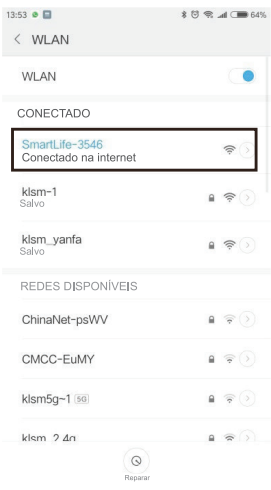 13:53 64%
WLAN
WLAN
CONECTADO
SmartLife-3546
Conectado na internet
klsm-1
Salvo
klsm_yanfa
Salvo
REDES DISPONÍVEIS
ChinaNet-psWV
CMCC-EuMY
klsm5g~1 5G
klsm_2.4g
Reparar